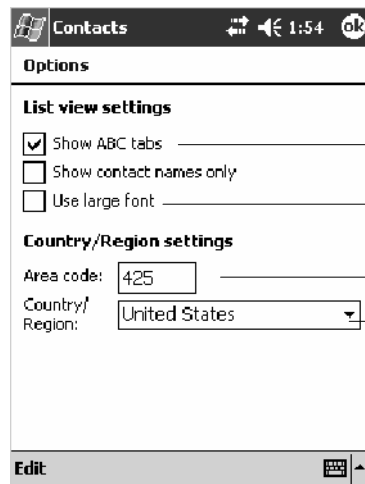 Contacts 1:54 ok
Options
List view settings
Show ABC tabs
Show contact names only
Use large font
Country/Region settings
Area code: 425
Country/
Region: United States
Edit